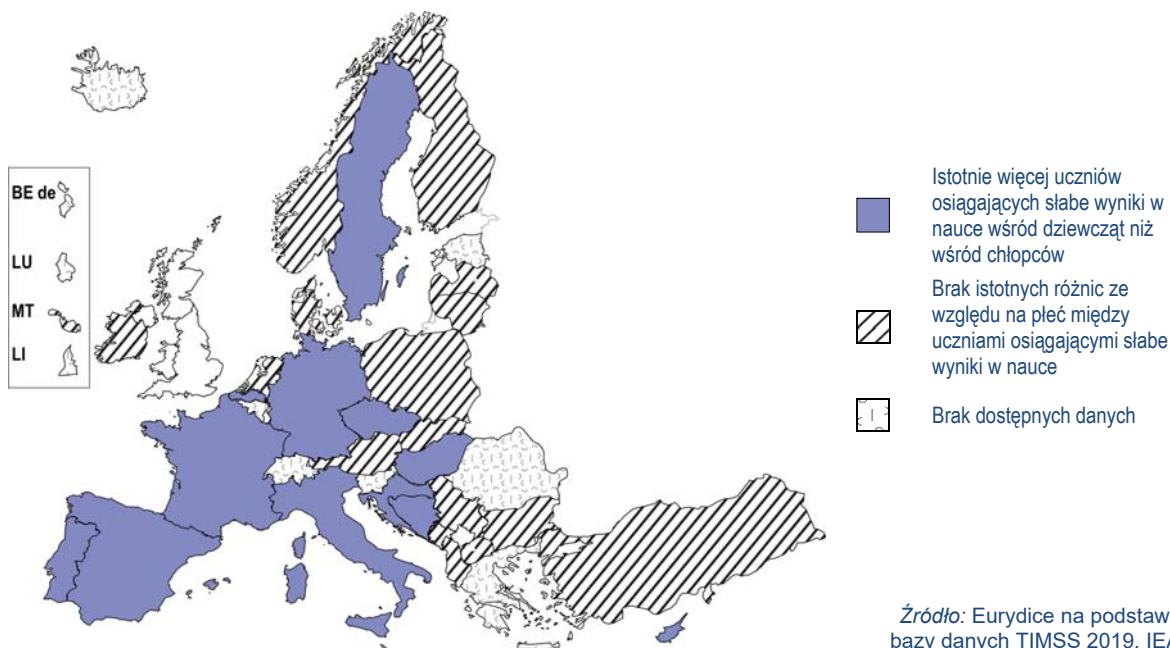 BE de
LU
MT
LI
Istotnie więcej uczniów
osiągających słabe wyniki w
nauce wśród dziewcząt niż
wśród chłopców
Brak istotnych różnic ze
względu na płeć między
uczniami osiągającymi słabe
wyniki w nauce
Brak dostępnych danych
Źródło: Eurydice na podstaw
bazy danych TIMSS 2019, IEA